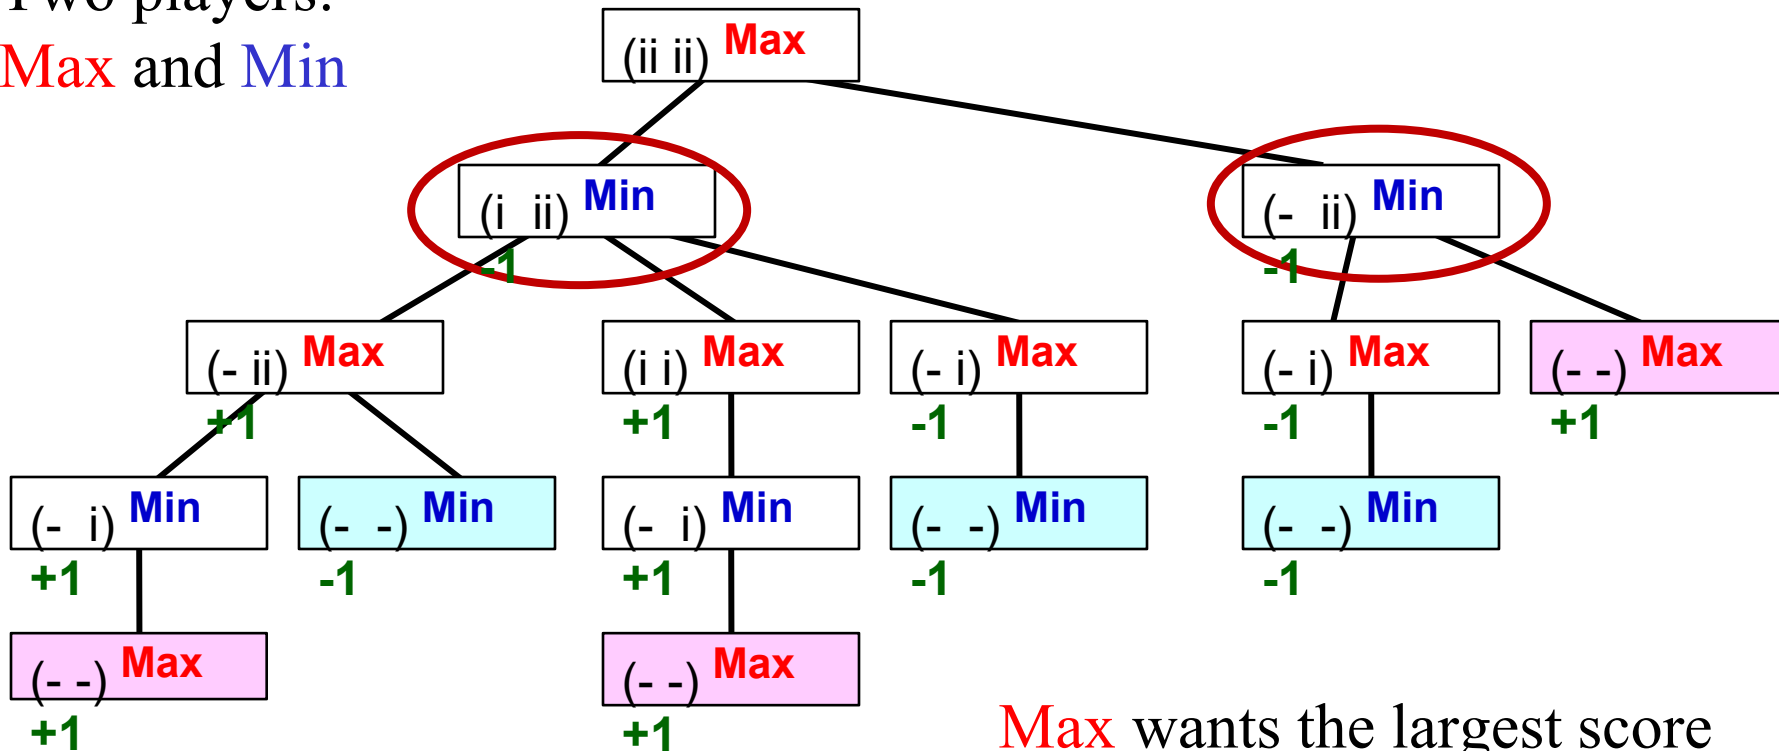 Two players:
Max and Min
(ii ii) Max
(i ii) Min
-1
(- ii) Min
-1
(- ii) Max
+1
(i i) Max
+1
(- i) Max
-1
(- i) Max
-1
(- -) Max
+1
(- i) Min
+1
(- -) Min
-1
(- i) Min
+1
(- -) Min
-1
(- -) Min
-1
(- -) Max
+1
(- -) Max
+1
Max wants the largest score